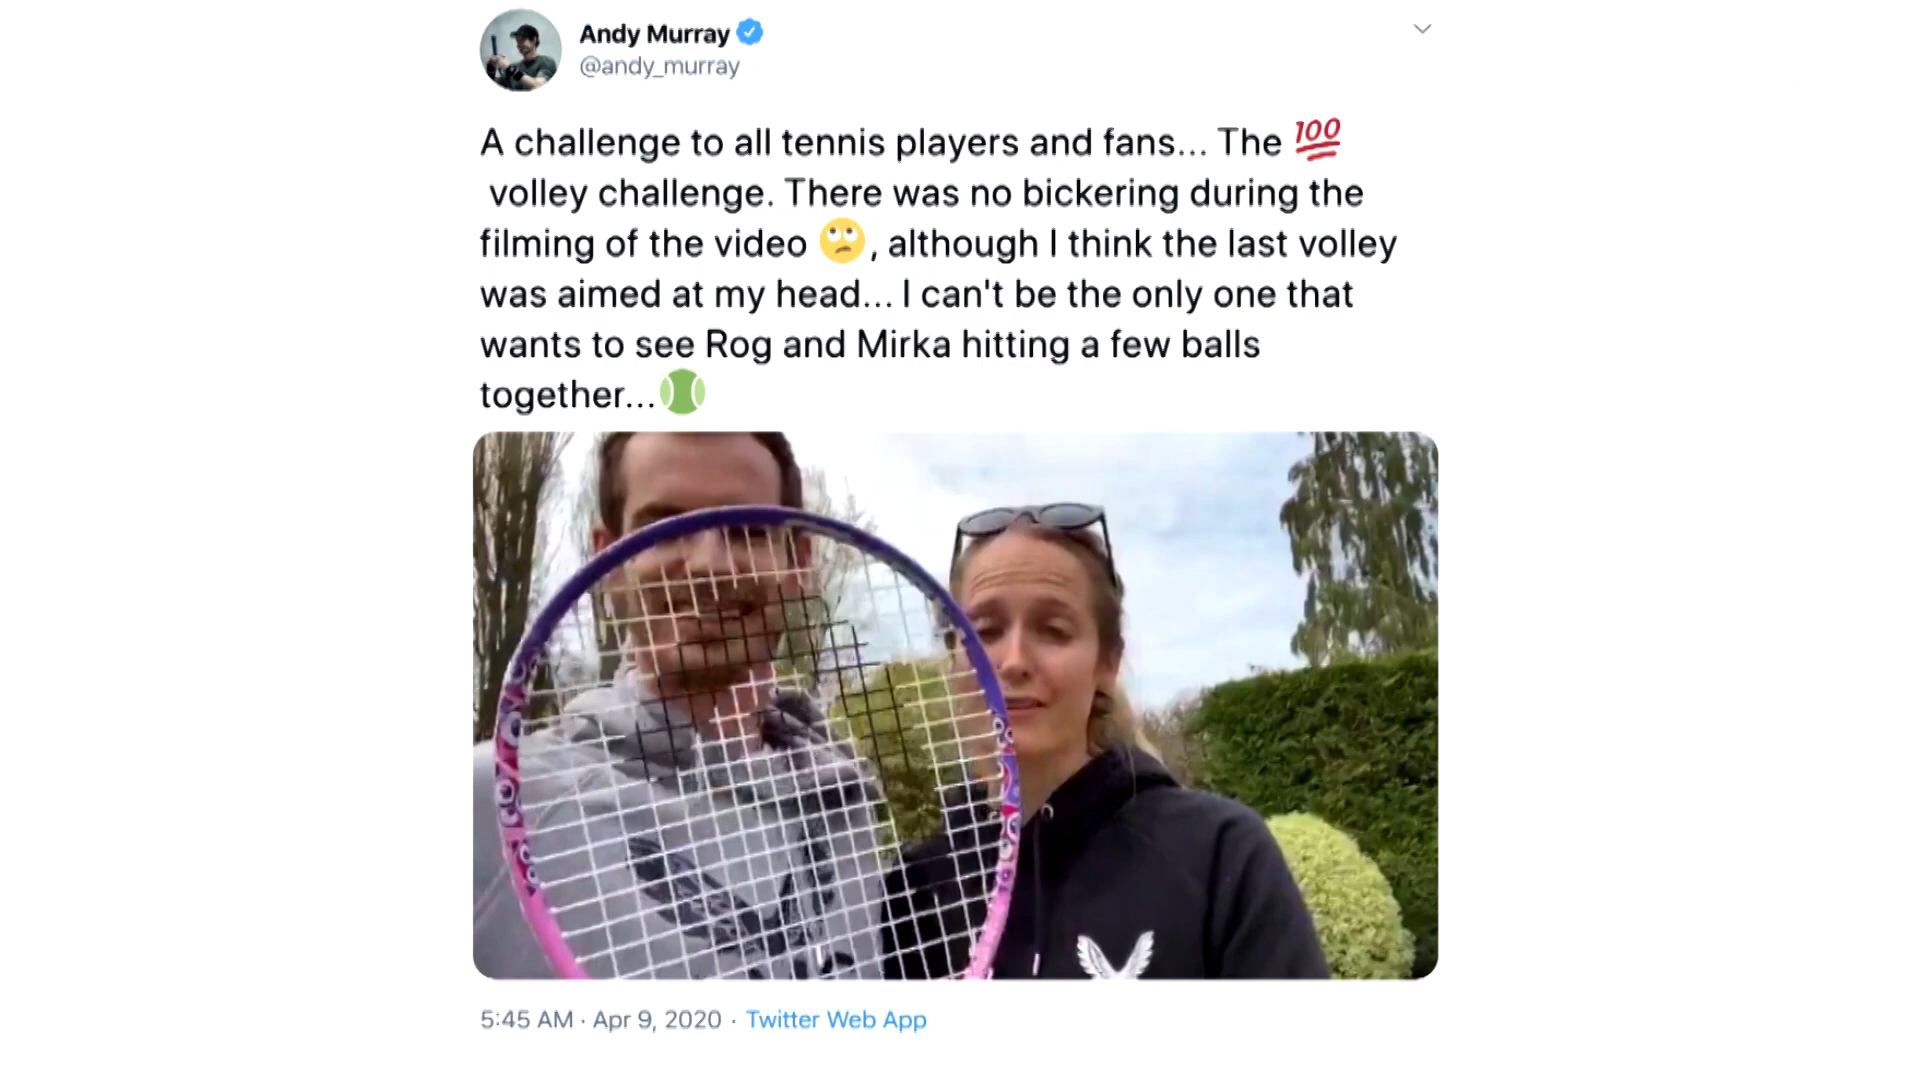 Andy Murray
@andy_murray
A challenge to all tennis players and fans... The 💯
volley challenge. There was no bickering during the
filming of the video 🙄, although I think the last volley
was aimed at my head... I can't be the only one that
wants to see Rog and Mirka hitting a few balls
together...🎾
5:45 AM · Apr 9, 2020 · Twitter Web App